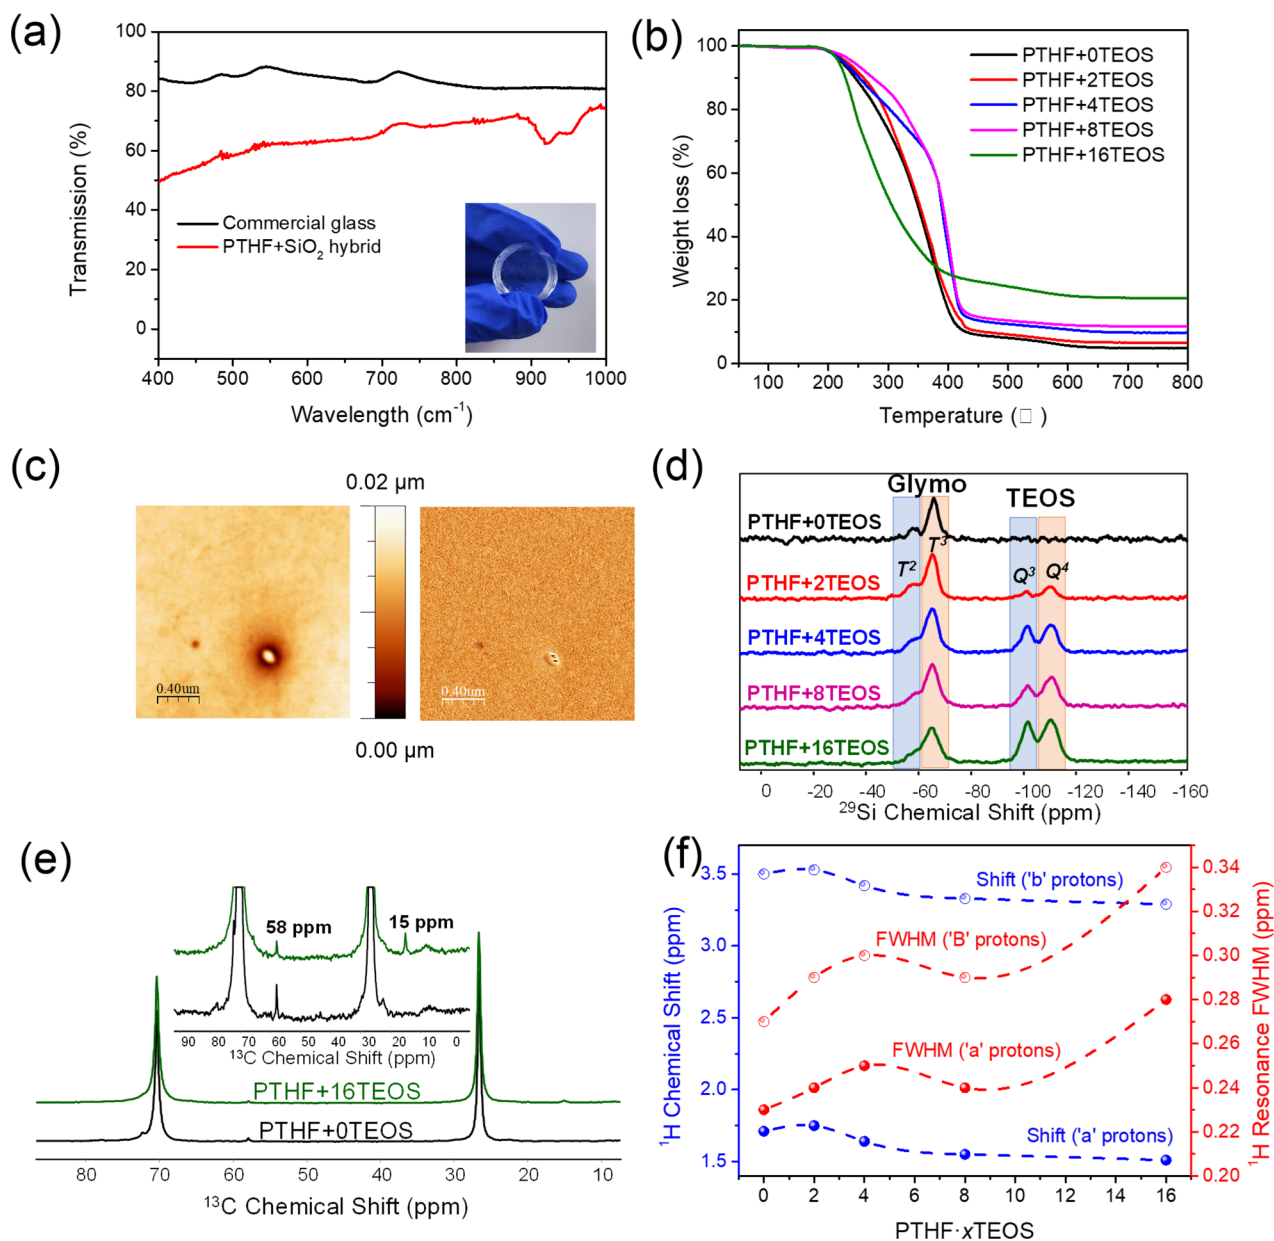 (a)
100
80
60
40
20
0
Transmission (%)
Commercial glass
PTHF+SiO2 hybrid
400 500 600 700 800 900 1000
Wavelength (cm-1)
(b)
100
80
60
40
20
0
Weight loss (%)
PTHF+0TEOS
PTHF+2TEOS
PTHF+4TEOS
PTHF+8TEOS
PTHF+16TEOS
100 200 300 400 500 600 700 800
Temperature (□ )
(c)
0.02 µm
0.40um
0.40um
0.00 µm
(d)
Glymo
TEOS
PTHF+0TEOS
T3
T2
Q3
Q4
PTHF+2TEOS
PTHF+4TEOS
PTHF+8TEOS
PTHF+16TEOS
0 -20 -40 -60 -80 -100 -120 -140 -160
29Si Chemical Shift (ppm)
(e)
58 ppm
15 ppm
90 80 70 60 50 40 30 20 10 0
13C Chemical Shift (ppm)
PTHF+16TEOS
PTHF+0TEOS
80 70 60 50 40 30 20 10
13C Chemical Shift (ppm)
(f)
3.5
3.0
2.5
2.0
1.5
1H Chemical Shift (ppm)
Shift ('b' protons)
FWHM ('B' protons)
FWHM ('a' protons)
Shift ('a' protons)
0.34
0.32
0.30
0.28
0.26
0.24
0.22
0.20
1H Resonance FWHM (ppm)
0 2 4 6 8 10 12 14 16
PTHF·xTEOS